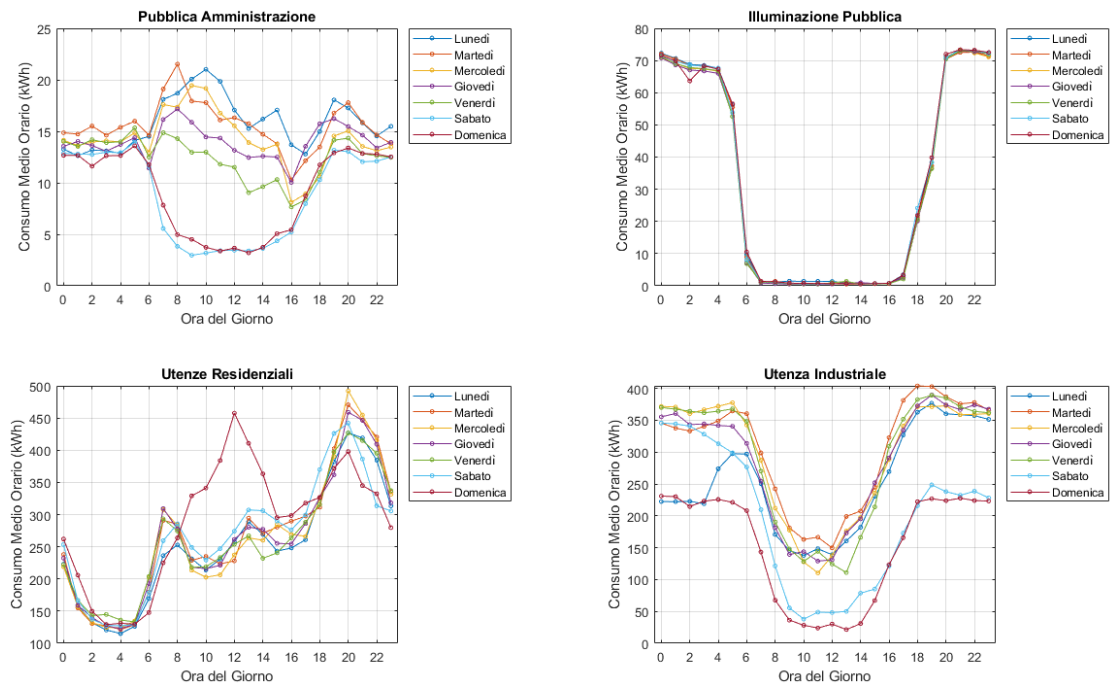 Pubblica Amministrazione
25
20
15
10
5
0
Consumo Medio Orario (kWh)
0 2 4 6 8 10 12 14 16 18 20 22
Ora del Giorno
Lunedì
Martedì
Mercoledì
Giovedì
Venerdì
Sabato
Domenica
Illuminazione Pubblica
80
70
60
50
40
30
20
10
0
Consumo Medio Orario (kWh)
0 2 4 6 8 10 12 14 16 18 20 22
Ora del Giorno
Lunedì
Martedì
Mercoledì
Giovedì
Venerdì
Sabato
Domenica
Utenze Residenziali
500
450
400
350
300
250
200
150
100
Consumo Medio Orario (kWh)
0 2 4 6 8 10 12 14 16 18 20 22
Ora del Giorno
Lunedì
Martedì
Mercoledì
Giovedì
Venerdì
Sabato
Domenica
Utenza Industriale
400
350
300
250
200
150
100
50
0
Consumo Medio Orario (kWh)
0 2 4 6 8 10 12 14 16 18 20 22
Ora del Giorno
Lunedì
Martedì
Mercoledì
Giovedì
Venerdì
Sabato
Domenica